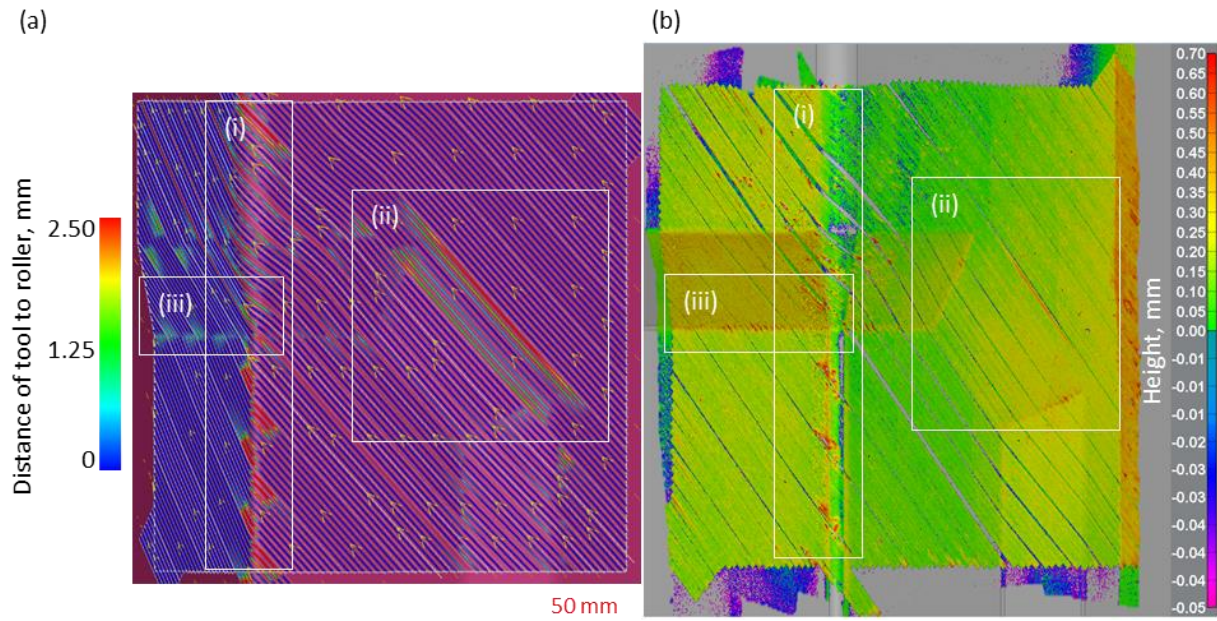 (a)
(b)
(i)
(ii)
(iii)
Distance of tool to roller, mm
2.50
1.25
0
50 mm
(i)
(ii)
(iii)
Height, mm
0.70
0.65
0.60
0.55
0.50
0.45
0.40
0.35
0.30
0.25
0.20
0.15
0.10
0.05
0.00
-0.01
-0.01
-0.02
-0.03
-0.03
-0.04
-0.04
-0.05
-0.05